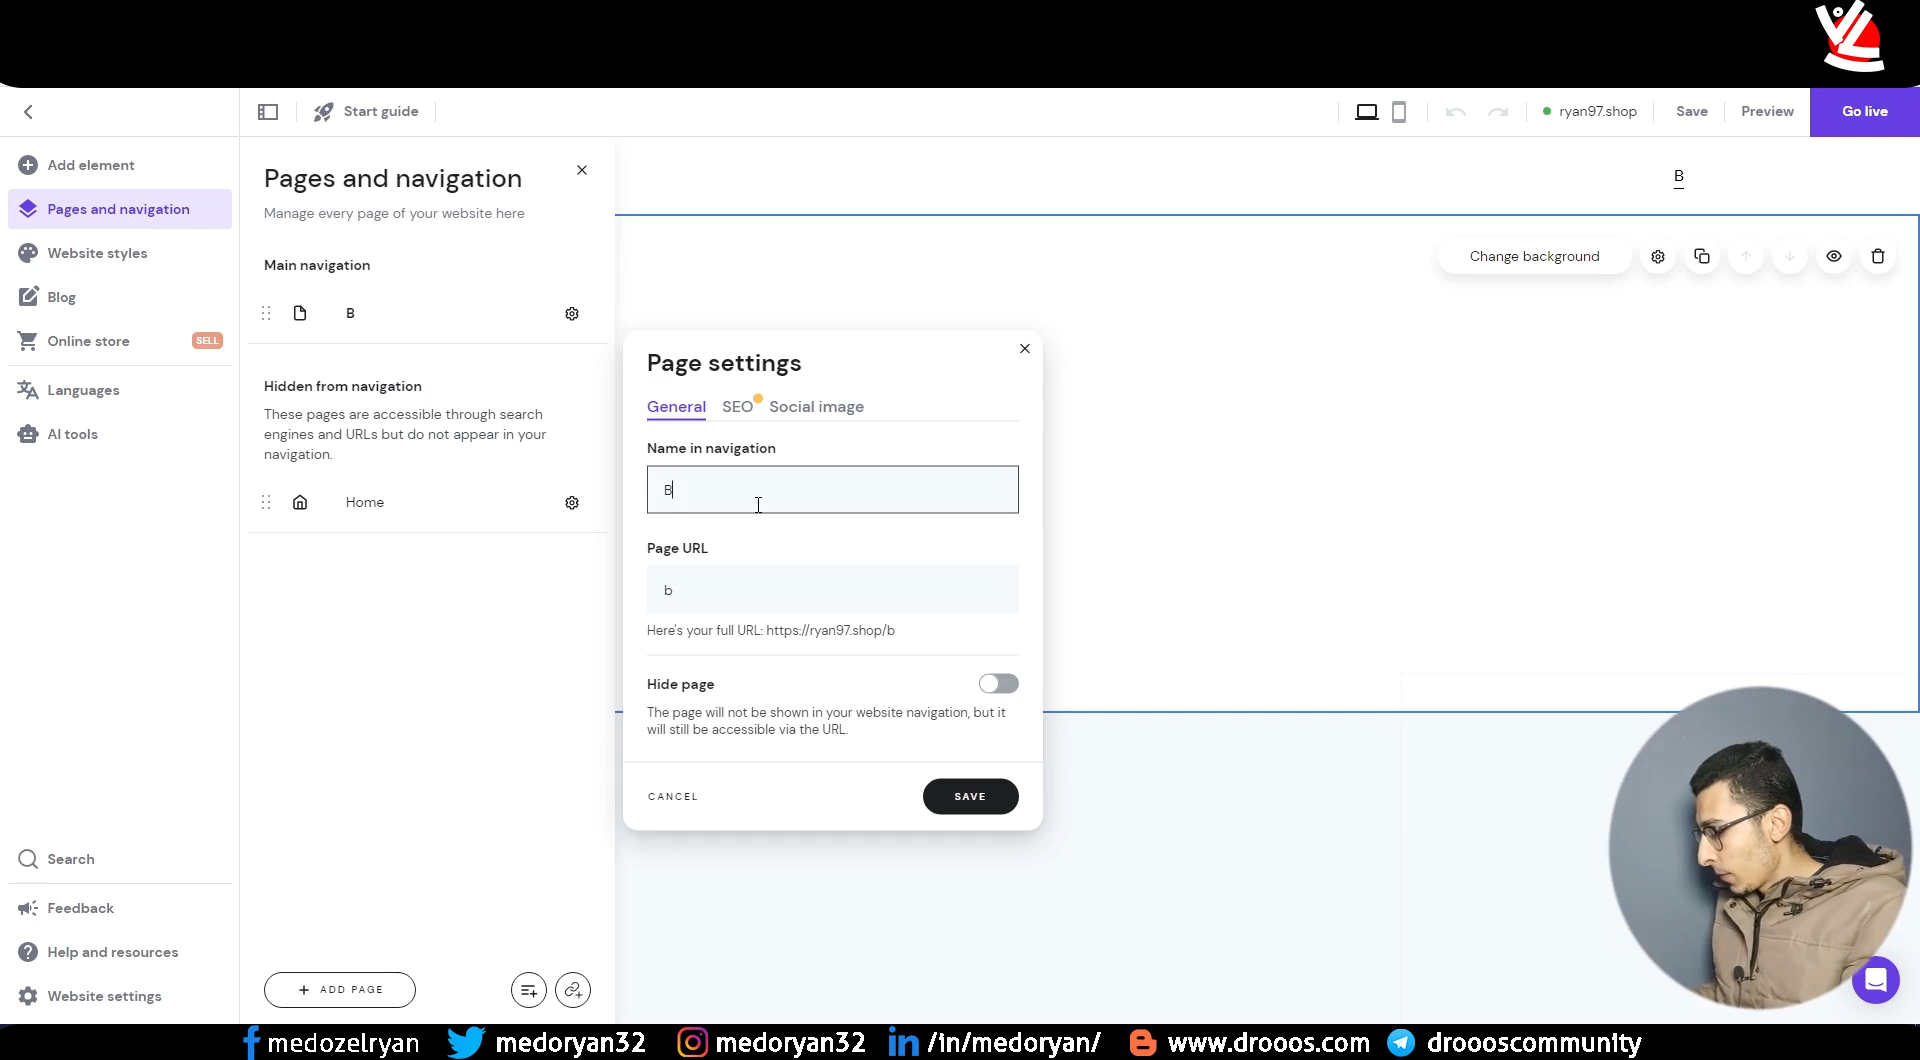 Start guide
ryan97.shop
Save
Preview
Go live
Add element
Pages and navigation
Website styles
Blog
Online store
SELL
Languages
AI tools
Search
Feedback
Help and resources
Website settings
Pages and navigation
Manage every page of your website here
Main navigation
B
Hidden from navigation
These pages are accessible through search
engines and URLs but do not appear in your
navigation.
Home
ADD PAGE
B
Change background
Page settings
General
SEO
Social image
Name in navigation
B
Page URL
b
Here's your full URL: https://ryan97.shop/b
Hide page
The page will not be shown in your website navigation, but it
will still be accessible via the URL.
CANCEL
SAVE
medozelryan
medoryan32
medoryan32
/in/medoryan/
www.drooos.com
droooscommunity